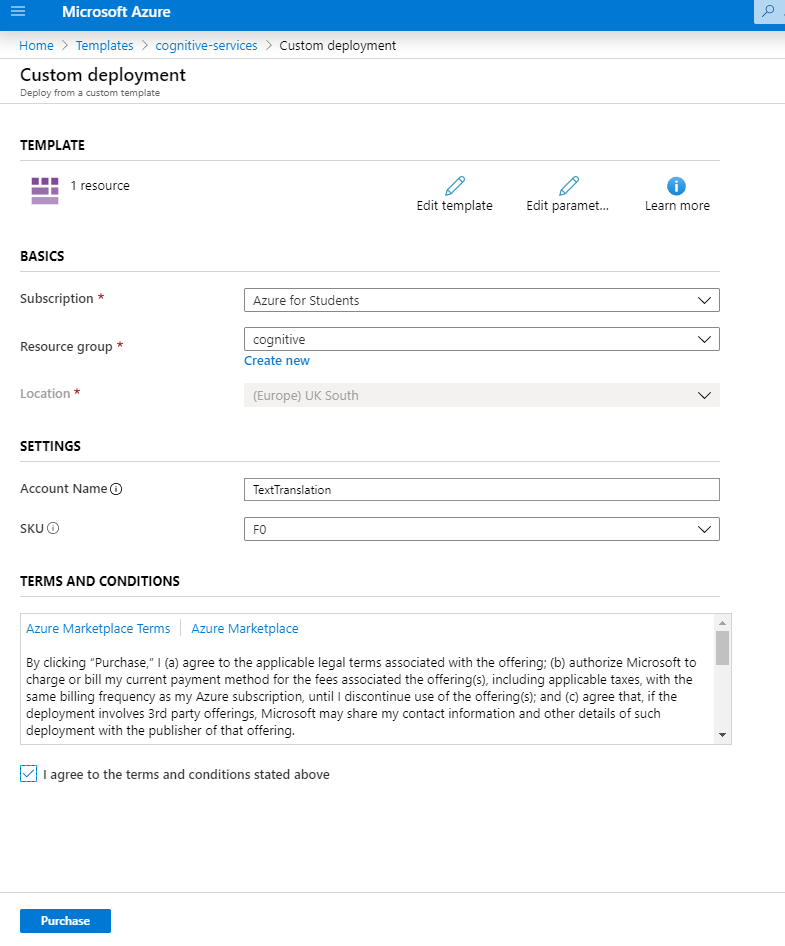 Microsoft Azure
Home > Templates > cognitive-services > Custom deployment
Custom deployment
Deploy from a custom template
TEMPLATE
1 resource
Edit template
Edit paramet...
Learn more
BASICS
Subscription *
Azure for Students
Resource group *
cognitive
Create new
Location *
(Europe) UK South
SETTINGS
Account Name
TextTranslation
SKU
F0
TERMS AND CONDITIONS
Azure Marketplace Terms | Azure Marketplace
By clicking “Purchase,” I (a) agree to the applicable legal terms associated with the offering; (b) authorize Microsoft to
charge or bill my current payment method for the fees associated the offering(s), including applicable taxes, with the
same billing frequency as my Azure subscription, until I discontinue use of the offering(s); and (c) agree that, if the
deployment involves 3rd party offerings, Microsoft may share my contact information and other details of such
deployment with the publisher of that offering.
I agree to the terms and conditions stated above
Purchase